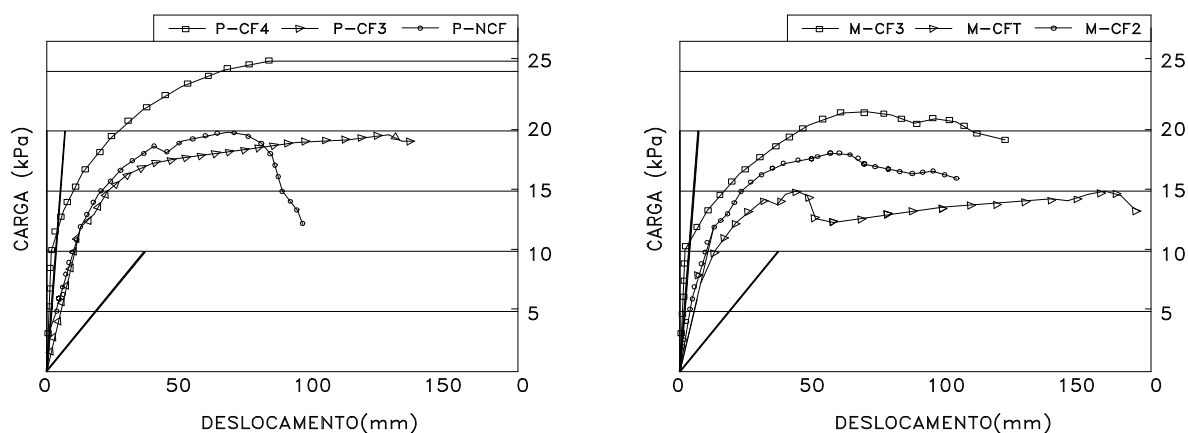 P-CF4 P-CF3 P-NCF
25
20
15
10
5
CARGA (kPa)
0 50 100 150 0
DESLOCAMENTO(mm)
M-CF3 M-CFT M-CF2
25
20
15
10
5
CARGA (kPa)
0 50 100 150 0
DESLOCAMENTO(mm)